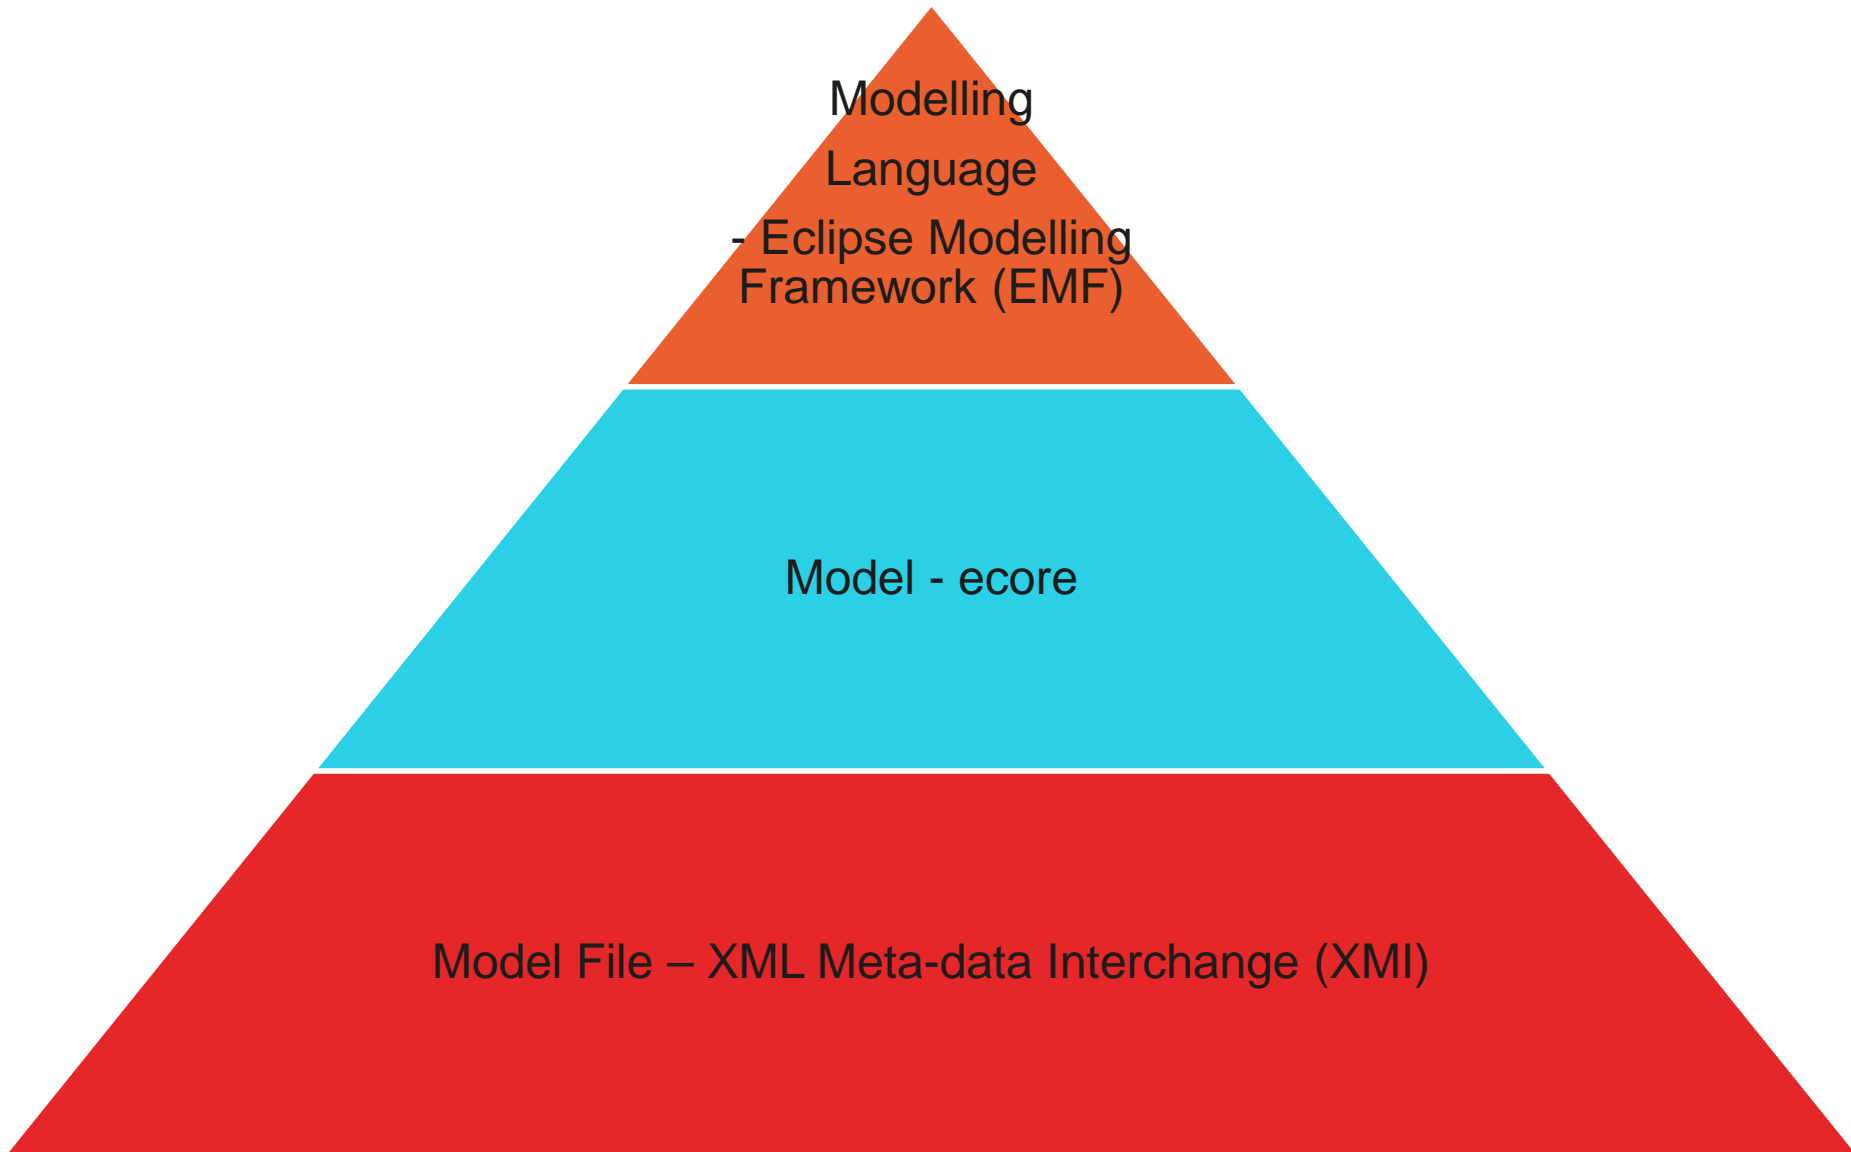 Modelling
Language
- Eclipse Modelling
Framework (EMF)
Model - ecore
Model File – XML Meta-data Interchange (XMI)